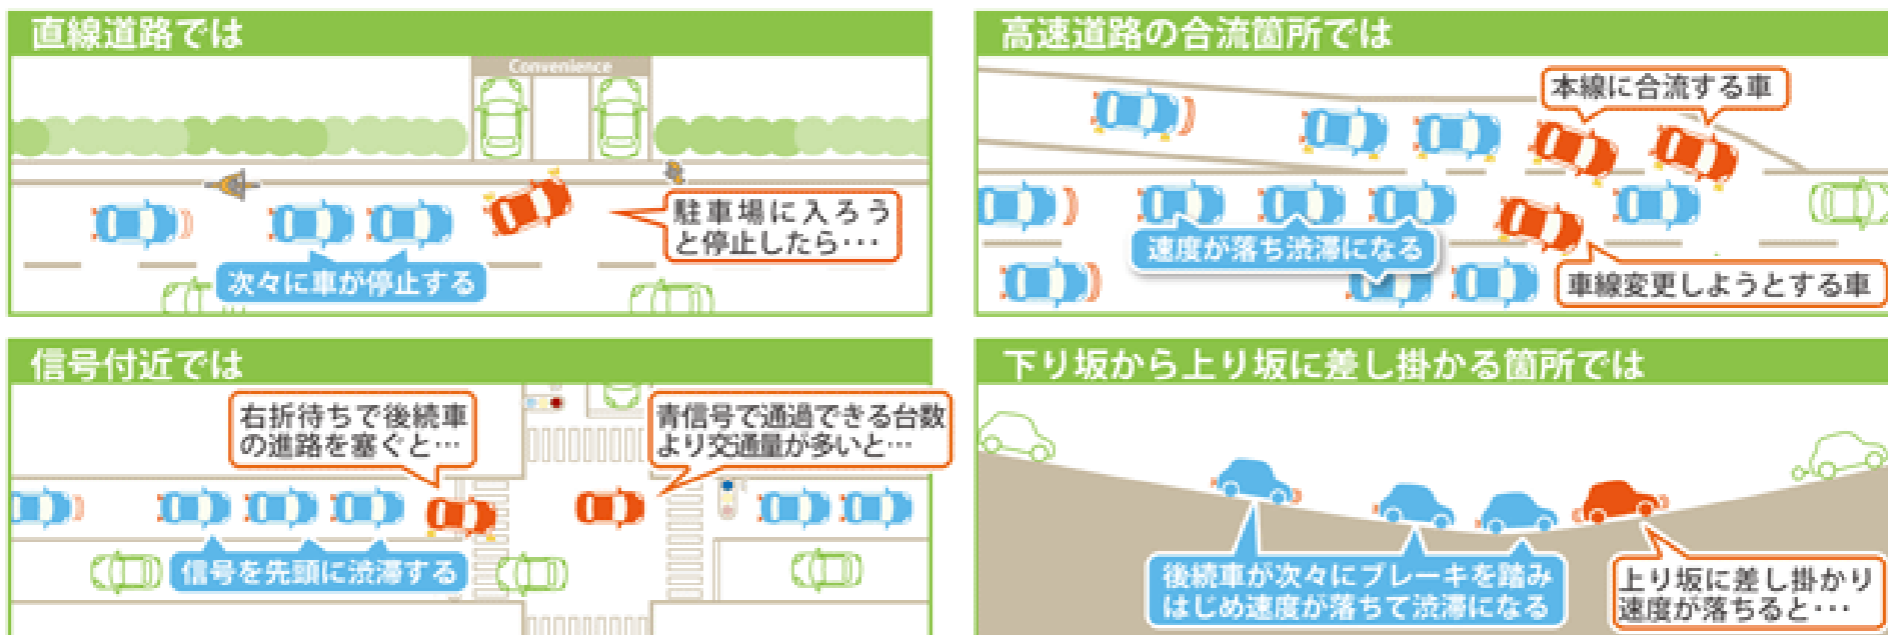 直線道路では
Convenience
駐車場に入ろう
と停止したら･･･
次々に車が停止する
高速道路の合流箇所では
本線に合流する車
速度が落ち渋滞になる
車線変更しようとする車
信号付近では
右折待ちで後続車
の進路を塞ぐと…
青信号で通過できる台数
より交通量が多いと…
信号を先頭に渋滞する
下り坂から上り坂に差し掛かる箇所では
後続車が次々にブレーキを踏み
はじめ速度が落ちて渋滞になる
上り坂に差し掛かり
速度が落ちると･･･